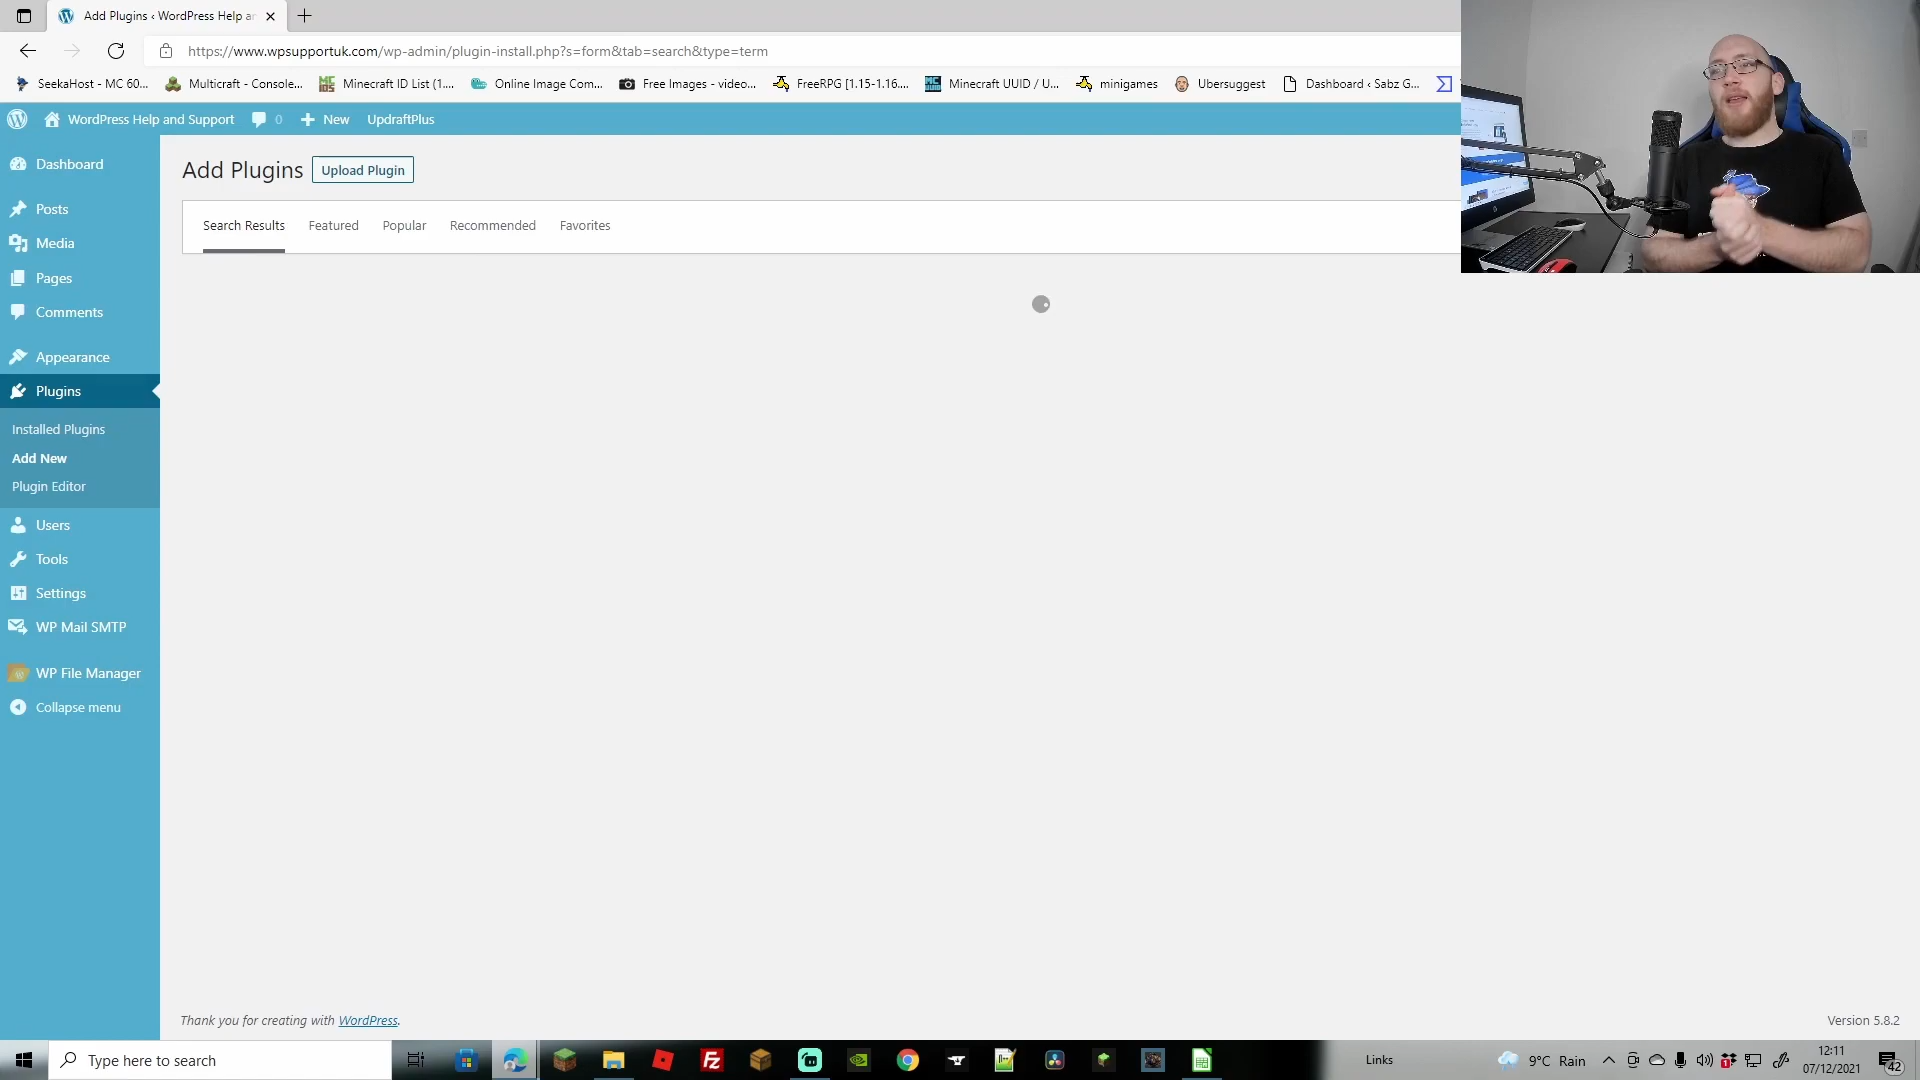 Add Plugins ‹ WordPress Help ar
https://www.wpsupportuk.com/wp-admin/plugin-install.php?s=form&tab=search&type=term
SeekaHost - MC 60...
Multicraft - Console...
Minecraft ID List (1....
Online Image Com...
Free Images - video...
FreeRPG [1.15-1.16....
Minecraft UUID / U...
minigames
Ubersuggest
Dashboard ‹ Sabz G...
WordPress Help and Support
0
New
UpdraftPlus
Dashboard
Posts
Media
Pages
Comments
Appearance
Plugins
Installed Plugins
Add New
Plugin Editor
Users
Tools
Settings
WP Mail SMTP
WP File Manager
Collapse menu
Add Plugins
Upload Plugin
Search Results
Featured
Popular
Recommended
Favorites
Thank you for creating with WordPress.
Version 5.8.2
Type here to search
Links
9°C Rain
12:11
07/12/2021
42